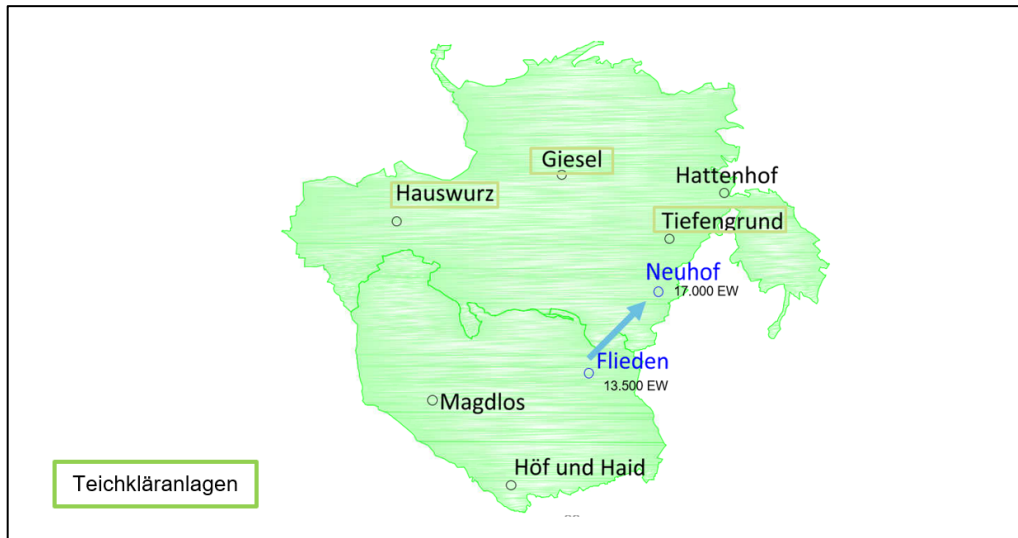 Giesel
Hattenhof
Hauswurz
Tiefengrund
Neuhof
17.000 EW
Flieden
13.500 EW
Magdlos
Höf und Haid
Teichkläranlagen